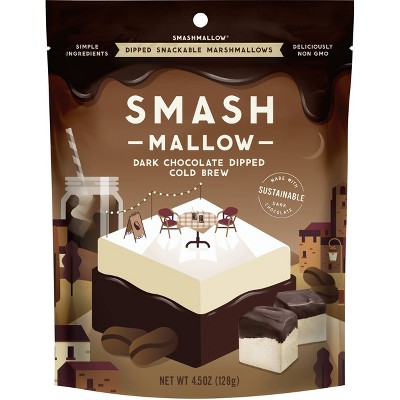 SMASHMALLOW®
SIMPLE INGREDIENTS
DIPPED SNACKABLE MARSHMALLOWS
DELICIOUSLY NON GMO
SMASH
MALLOW
DARK CHOCOLATE DIPPED
COLD BREW
MADE WITH
SUSTAINABLE
DARK CHOCOLATE
NET WT 4.5OZ (128g)